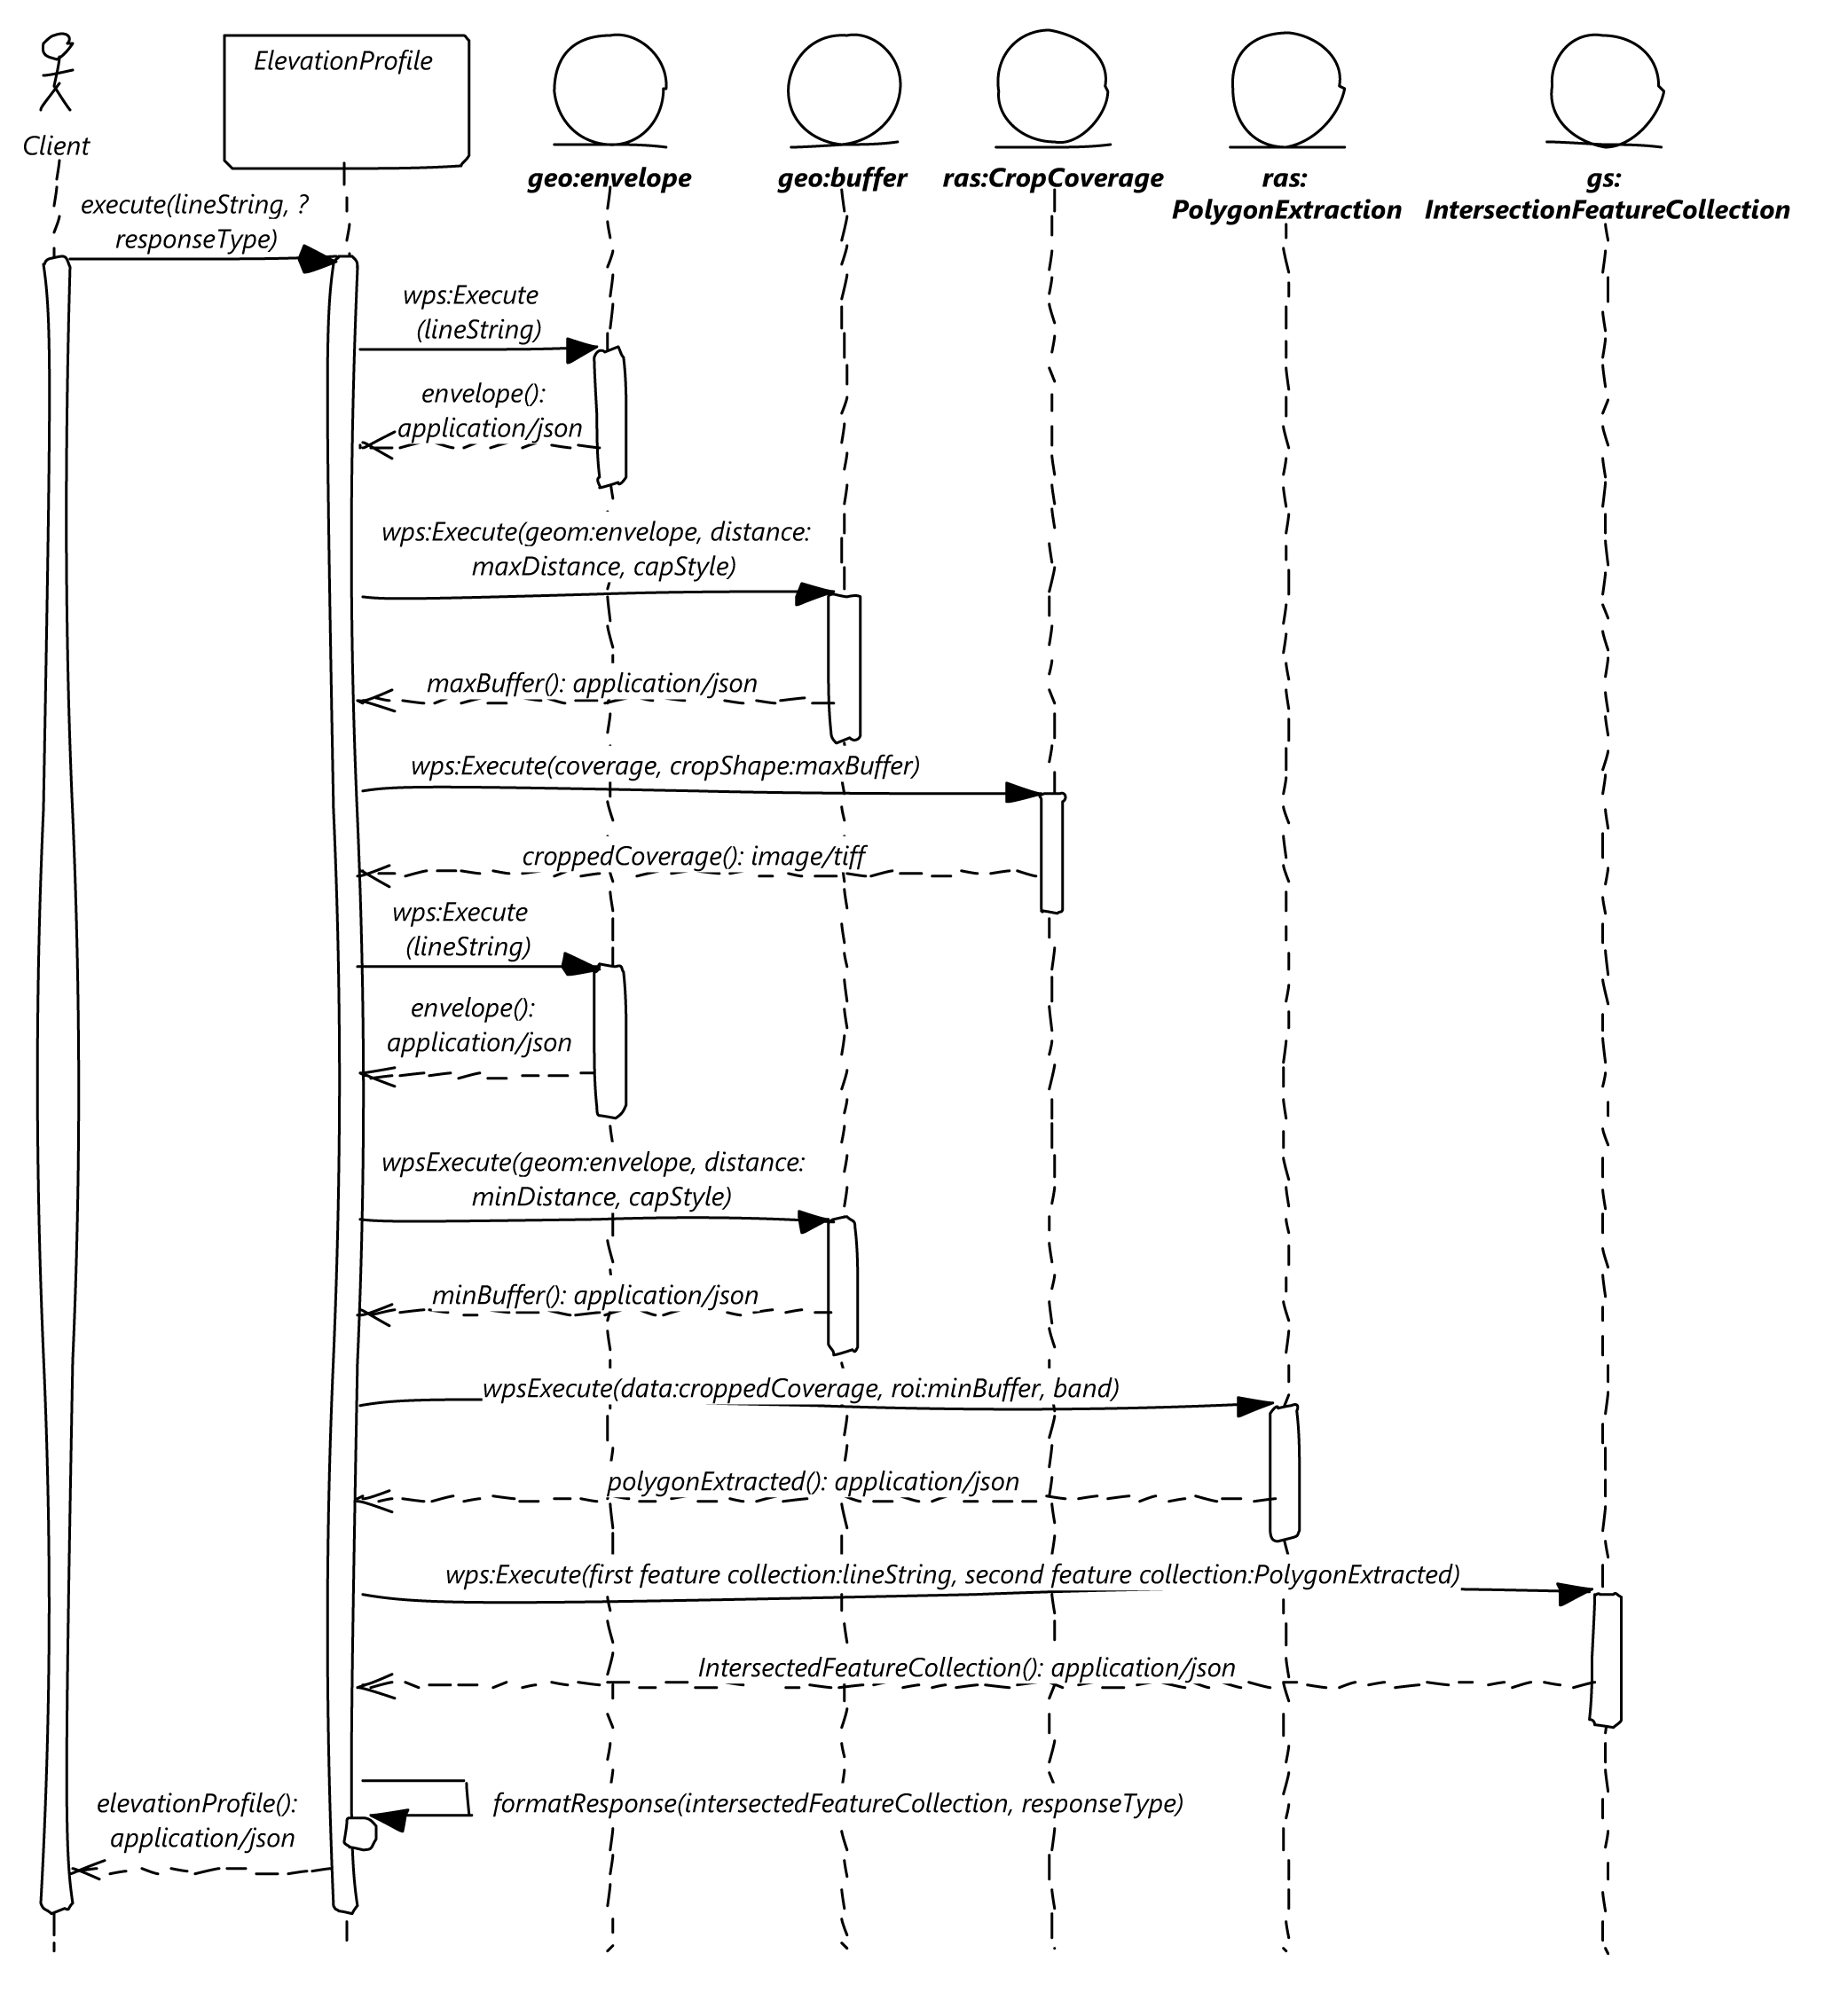 ElevationProfile
Client
geo:envelope
geo:buffer
ras:CropCoverage
ras:
PolygonExtraction
gs:
IntersectionFeatureCollection
execute(lineString, ?
responseType)
wps:Execute
(lineString)
envelope():
application/json
wps:Execute(geom:envelope, distance:
maxDistance, capStyle)
maxBuffer(): application/json
wps:Execute(coverage, cropShape:maxBuffer)
croppedCoverage(): image/tiff
wps:Execute
(lineString)
envelope():
application/json
wpsExecute(geom:envelope, distance:
minDistance, capStyle)
minBuffer(): application/json
wpsExecute(data:croppedCoverage, roi:minBuffer, band)
polygonExtracted(): application/json
wps:Execute(first feature collection:lineString, second feature collection:PolygonExtracted)
IntersectedFeatureCollection(): application/json
formatResponse(intersectedFeatureCollection, responseType)
elevationProfile():
application/json